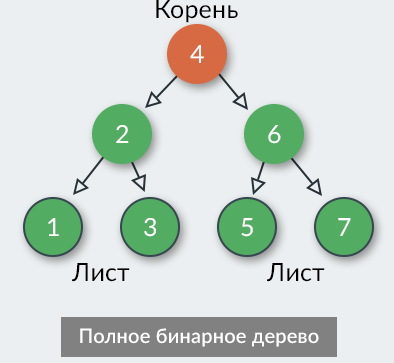 Корень
4
2 6
1 3 5 7
Лист Лист
Полное бинарное дерево